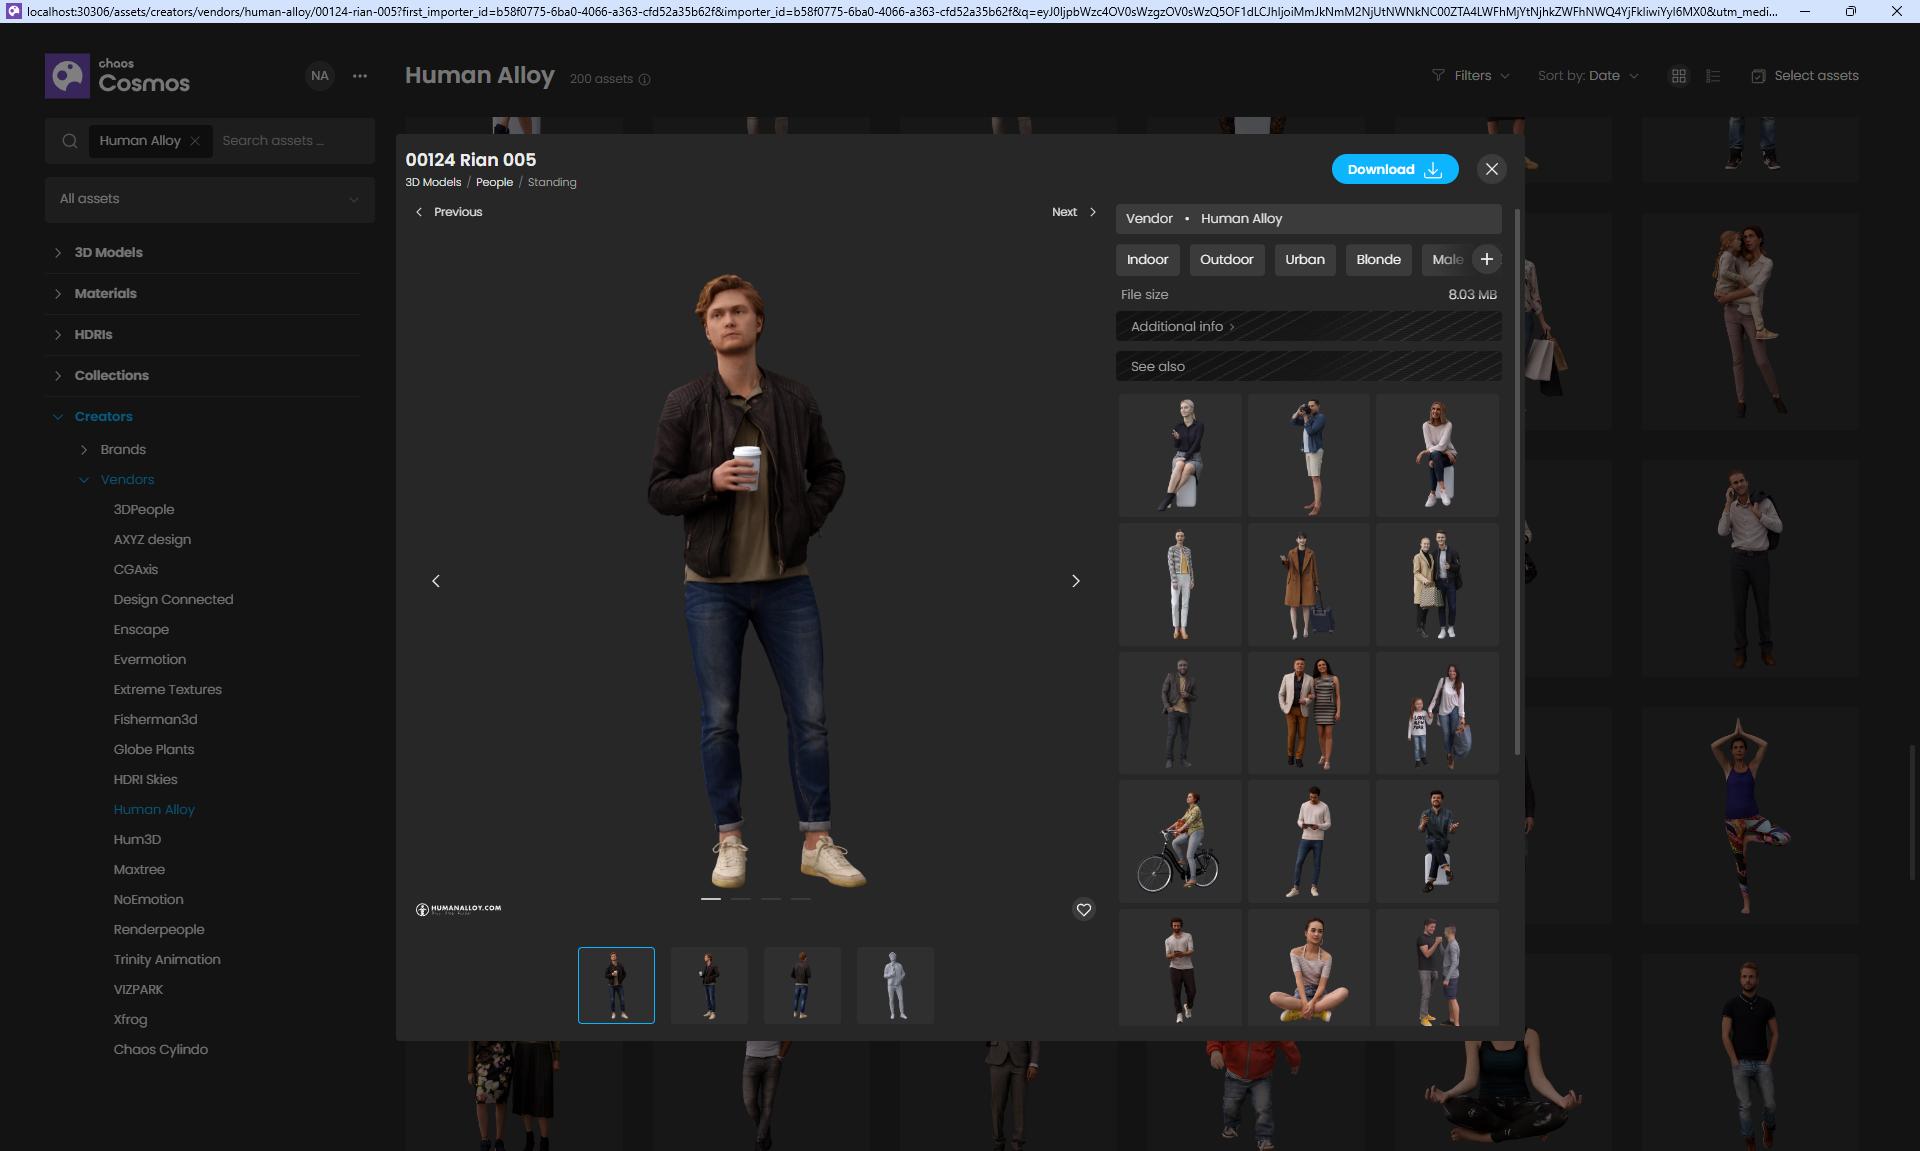 localhost:30306/assets/creators/vendors/human-alloy/00124-rian-005?first_importer_id=b58f0775-6ba0-4066-a363-cfd52a35b62f&importer_id=b58f0775-6ba0-4066-a363-cfd52a35b62f&q=
chaos
Cosmos
NA
Human Alloy 200 assets
Filters
Sort by: Date
Select assets
Human Alloy
Search assets ...
All assets
3D Models
Materials
HDRIs
Collections
Creators
Brands
Vendors
3DPeople
AXYZ design
CGAxis
Design Connected
Enscape
Evermotion
Extreme Textures
Fisherman3d
Globe Plants
HDRI Skies
Human Alloy
Hum3D
Maxtree
NoEmotion
Renderpeople
Trinity Animation
VIZPARK
Xfrog
Chaos Cylindo
00124 Rian 005
3D Models / People / Standing
Download
Previous
Next
HUMANALLOY.COM
Vendor • Human Alloy
Indoor
Outdoor
Urban
Blonde
Male
File size 8.03 MB
Additional info
See also